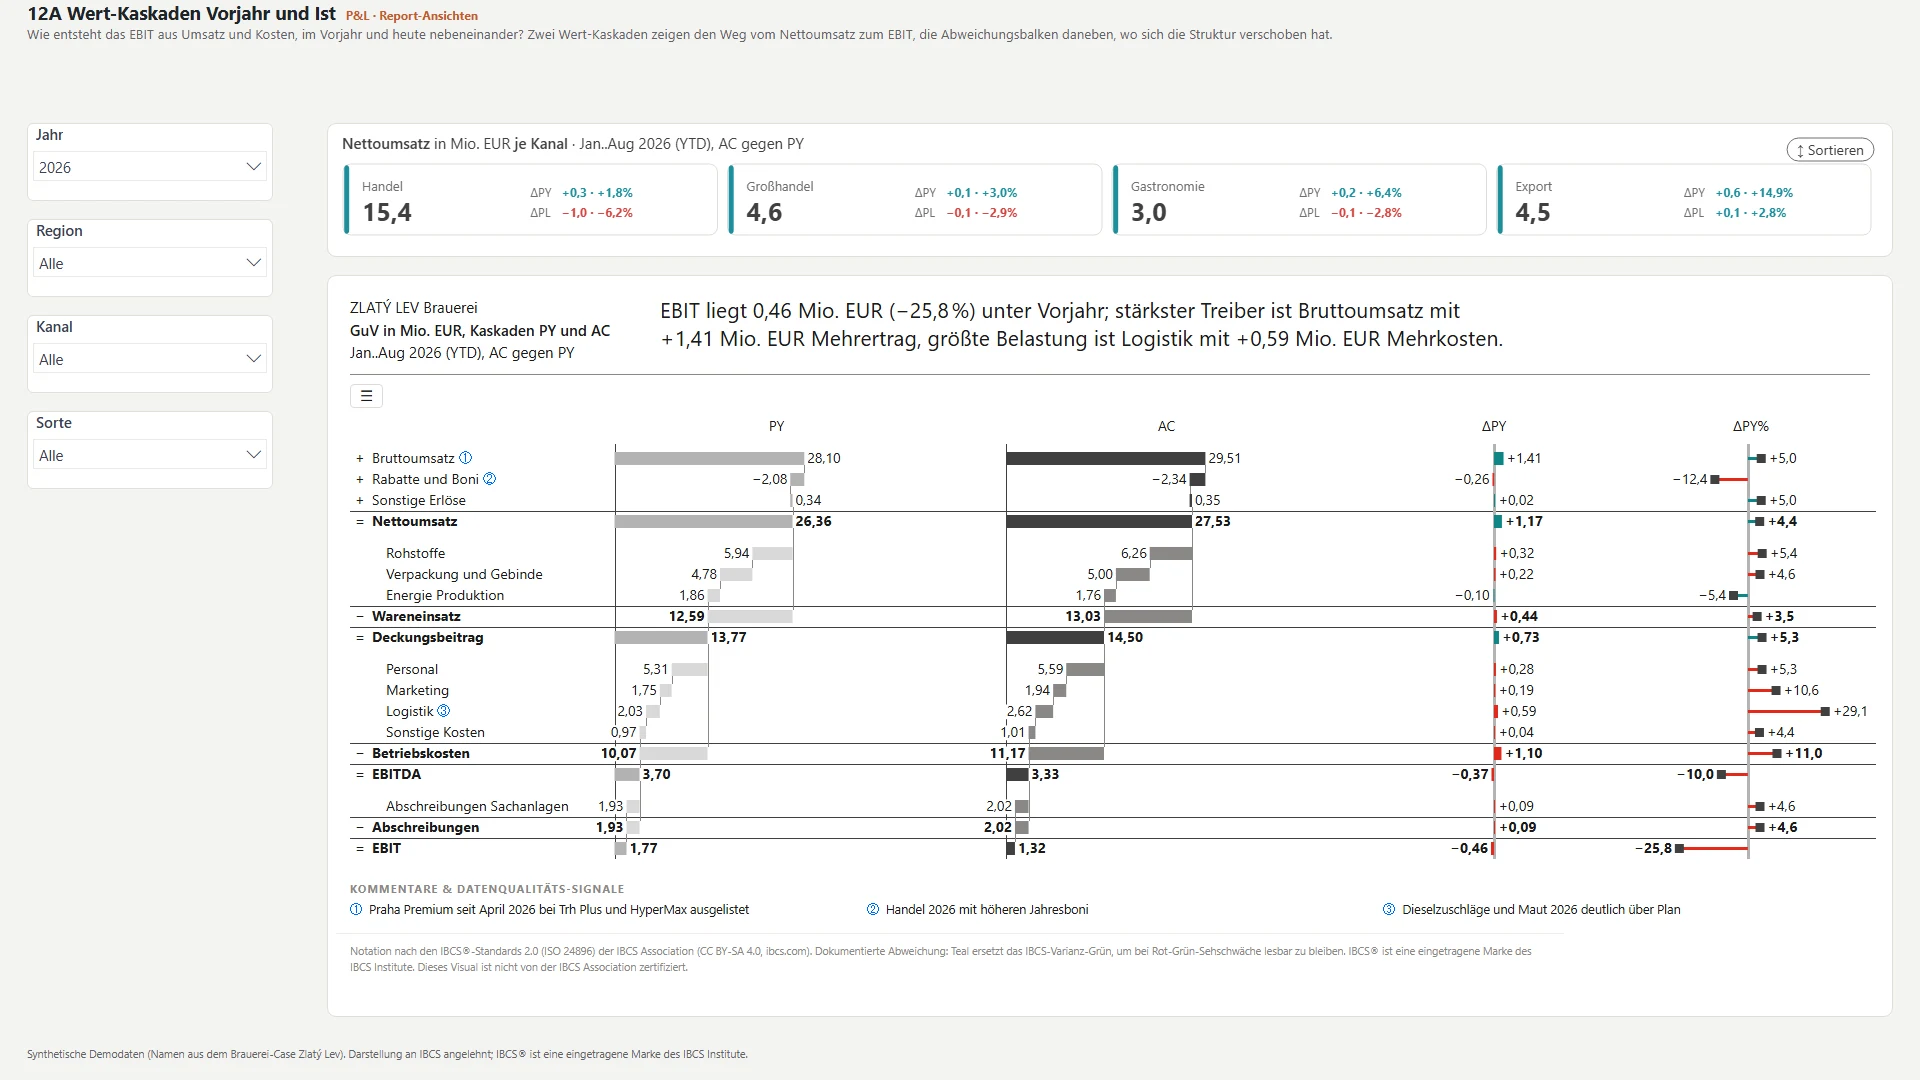 12A Wert-Kaskaden Vorjahr und Ist P&L · Report-Ansichten
Wie entsteht das EBIT aus Umsatz und Kosten, im Vorjahr und heute nebeneinander? Zwei Wert-Kaskaden zeigen den Weg vom Nettoumsatz zum EBIT, die Abweichungsbalken daneben, wo sich die Struktur verschoben hat.
Jahr
2026
Region
Alle
Kanal
Alle
Sorte
Alle
Nettoumsatz in Mio. EUR je Kanal · Jan..Aug 2026 (YTD), AC gegen PY
↕ Sortieren
Handel
15,4
ΔPY +0,3 · +1,8%
ΔPL −1,0 · −6,2%
Großhandel
4,6
ΔPY +0,1 · +3,0%
ΔPL −0,1 · −2,9%
Gastronomie
3,0
ΔPY +0,2 · +6,4%
ΔPL −0,1 · −2,8%
Export
4,5
ΔPY +0,6 · +14,9%
ΔPL +0,1 · +2,8%
ZLATÝ LEV Brauerei
GuV in Mio. EUR, Kaskaden PY und AC
Jan..Aug 2026 (YTD), AC gegen PY
EBIT liegt 0,46 Mio. EUR (−25,8 %) unter Vorjahr; stärkster Treiber ist Bruttoumsatz mit
+1,41 Mio. EUR Mehrertrag, größte Belastung ist Logistik mit +0,59 Mio. EUR Mehrkosten.
☰
PY AC ΔPY ΔPY%
+ Bruttoumsatz ① 28,10 29,51 +1,41 +5,0
+ Rabatte und Boni ② −2,08 −2,34 −0,26 −12,4
+ Sonstige Erlöse 0,34 0,35 +0,02 +5,0
= Nettoumsatz 26,36 27,53 +1,17 +4,4
Rohstoffe 5,94 6,26 +0,32 +5,4
Verpackung und Gebinde 4,78 5,00 +0,22 +4,6
Energie Produktion 1,86 1,76 −0,10 −5,4
− Wareneinsatz 12,59 13,03 +0,44 +3,5
= Deckungsbeitrag 13,77 14,50 +0,73 +5,3
Personal 5,31 5,59 +0,28 +5,3
Marketing 1,75 1,94 +0,19 +10,6
Logistik ③ 2,03 2,62 +0,59 +29,1
Sonstige Kosten 0,97 1,01 +0,04 +4,4
− Betriebskosten 10,07 11,17 +1,10 +11,0
= EBITDA 3,70 3,33 −0,37 −10,0
Abschreibungen Sachanlagen 1,93 2,02 +0,09 +4,6
− Abschreibungen 1,93 2,02 +0,09 +4,6
= EBIT 1,77 1,32 −0,46 −25,8
KOMMENTARE & DATENQUALITÄTS-SIGNALE
① Praha Premium seit April 2026 bei Trh Plus und HyperMax ausgelistet
② Handel 2026 mit höheren Jahresboni
③ Dieselzuschläge und Maut 2026 deutlich über Plan
Notation nach den IBCS®-Standards 2.0 (ISO 24896) der IBCS Association (CC BY-SA 4.0, ibcs.com). Dokumentierte Abweichung: Teal ersetzt das IBCS-Varianz-Grün, um bei Rot-Grün-Sehschwäche lesbar zu bleiben. IBCS® ist eine eingetragene Marke des
IBCS Institute. Dieses Visual ist nicht von der IBCS Association zertifiziert.
Synthetische Demodaten (Namen aus dem Brauerei-Case Zlatý Lev). Darstellung an IBCS angelehnt; IBCS® ist eine eingetragene Marke des IBCS Institute.